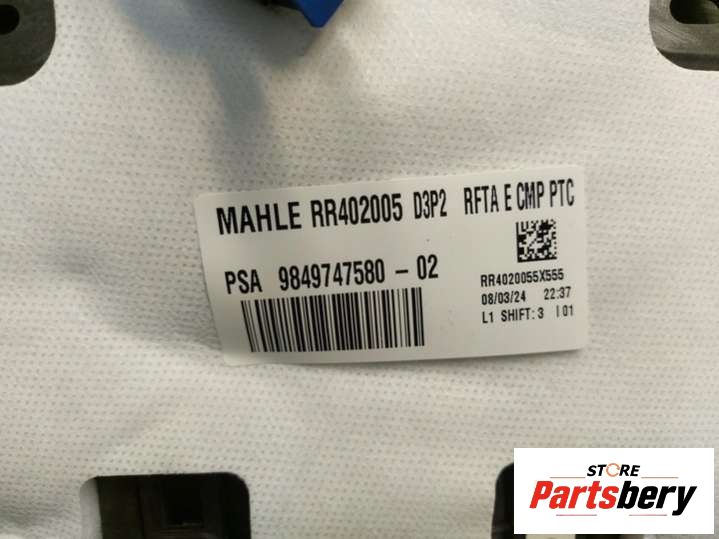 MAHLE RR402005 D3P2 RFTA E CMP PTC
PSA 9849747580-02
RR4020055X555
08/03/24 22:37
L1 SHIFT: 3 I01
STORE
Partsbery